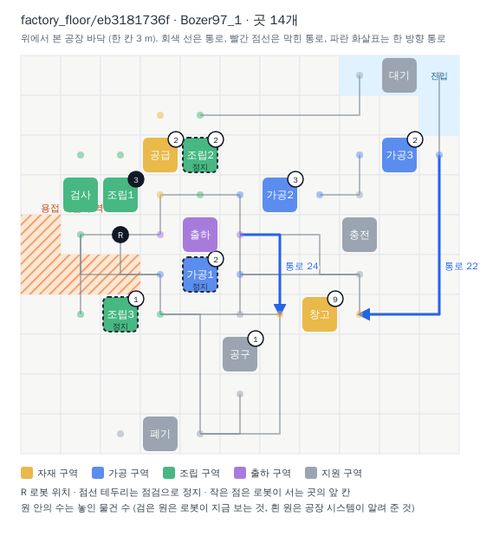 factory_floor/eb3181736f · Bozer97_1 · 곳 14개
위에서 본 공장 바닥 (한 칸 3 m). 회색 선은 통로, 빨간 점선은 막힌 통로, 파란 화살표는 한 방향 통로
대기
전립
2
2
2
공급
조립2
정지
가공3
3
3
검사
조립1
가공2
용접
역
R
출하
충전
가공1
정지
2
통로 24
통로 22
1
9
조립3
정지
창고
1
공구
폐기
자재 구역
가공 구역
조립 구역
출하 구역
지원 구역
R 로봇 위치 · 점선 테두리는 점검으로 정지 · 작은 점은 로봇이 서는 곳의 앞 칸
원 안의 수는 놓인 물건 수 (검은 원은 로봇이 지금 보는 것, 흰 원은 공장 시스템이 알려 준 것)